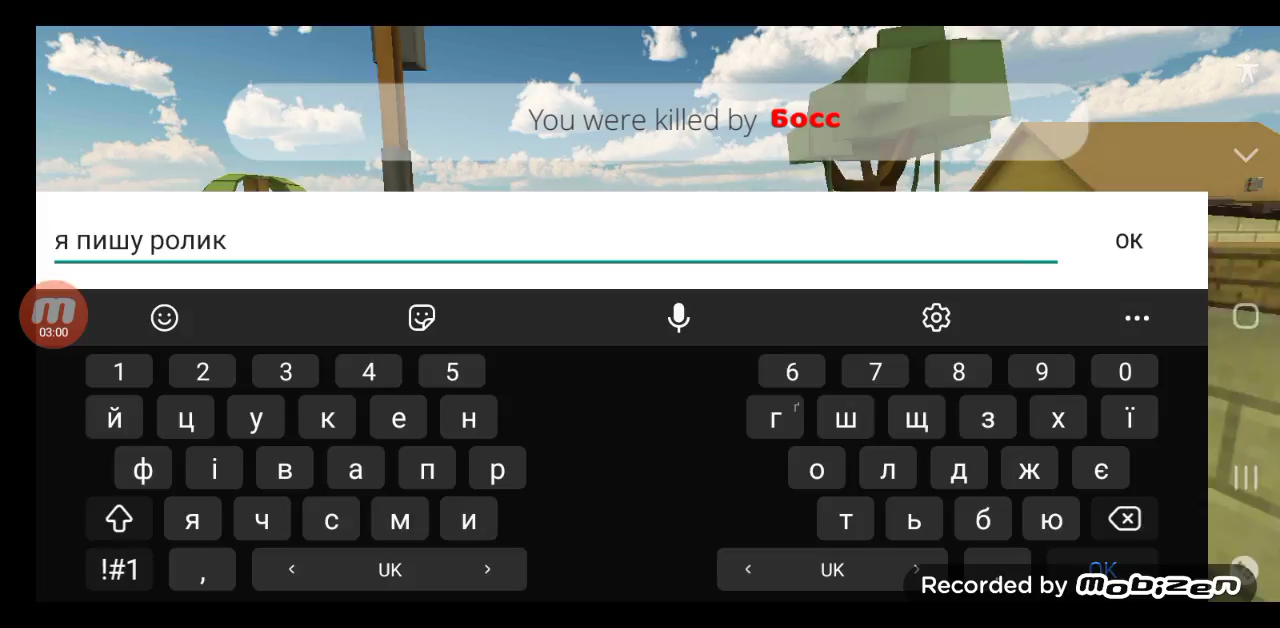 You were killed by Босс
я пишу ролик
ОК
m
03:00
1 2 3 4 5 6 7 8 9 0
й ц у к е н г ґ ш щ з х ї
ф і в а п р о л д ж є
я ч с м и т ь б ю
!#1 , < UK > < UK > OK
Recorded by mobizen